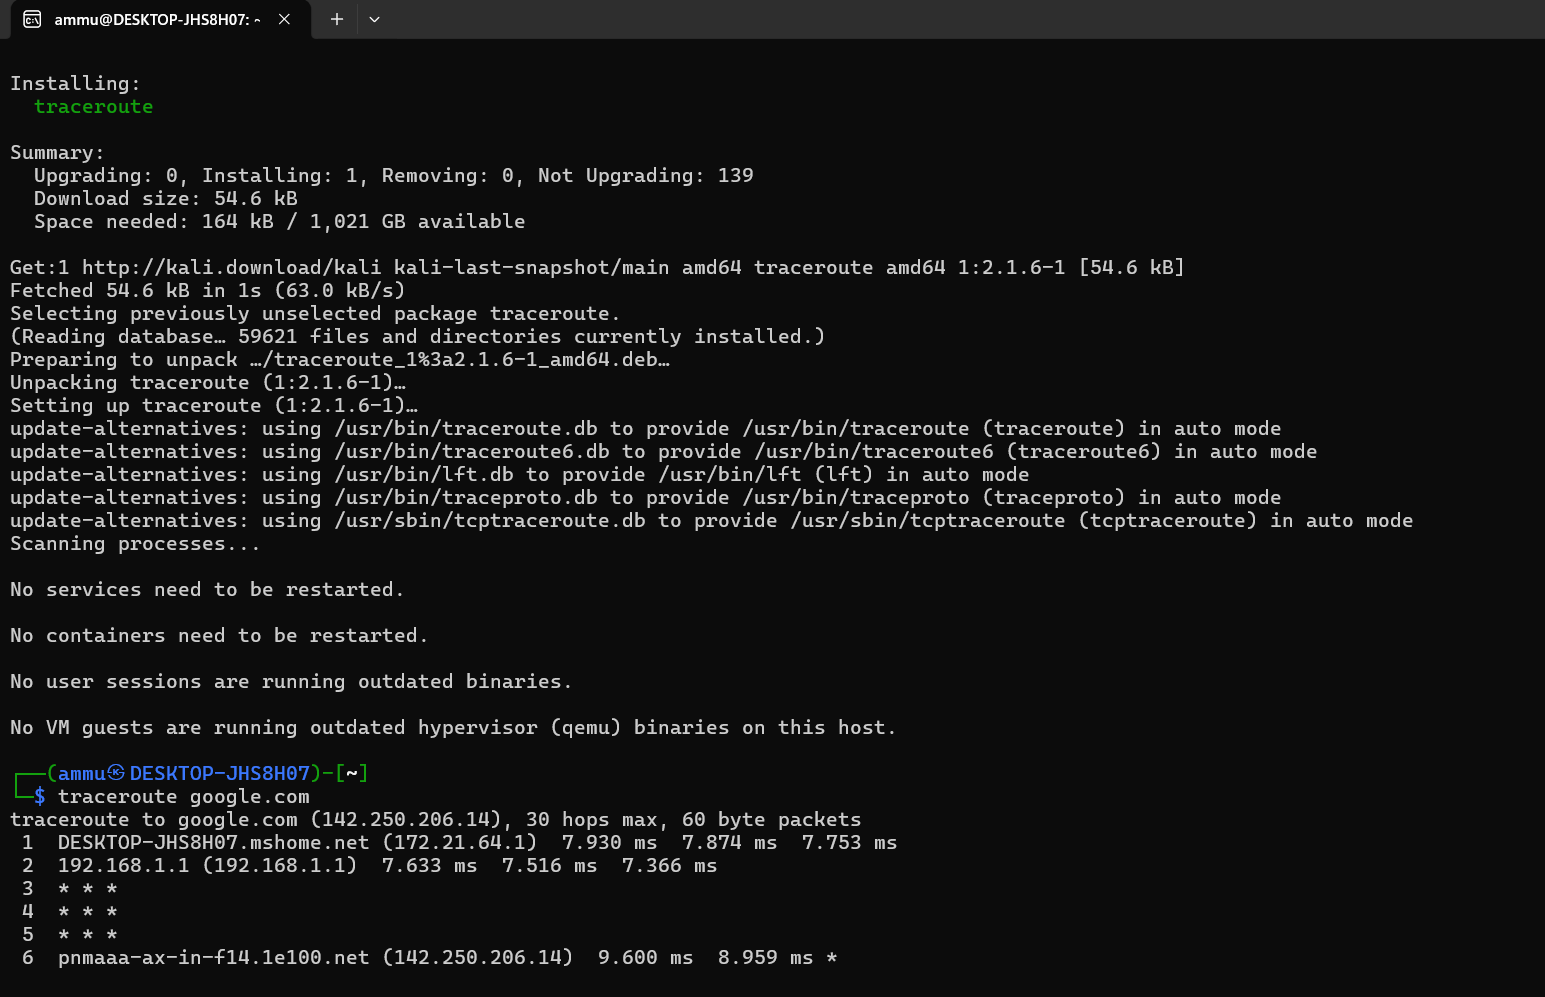 ammu@DESKTOP-JHS8H07: ~
Installing:
traceroute
Summary:
Upgrading: 0, Installing: 1, Removing: 0, Not Upgrading: 139
Download size: 54.6 kB
Space needed: 164 kB / 1,021 GB available
Get:1 http://kali.download/kali kali-last-snapshot/main amd64 traceroute amd64 1:2.1.6-1 [54.6 kB]
Fetched 54.6 kB in 1s (63.0 kB/s)
Selecting previously unselected package traceroute.
(Reading database… 59621 files and directories currently installed.)
Preparing to unpack …/traceroute_1%3a2.1.6-1_amd64.deb…
Unpacking traceroute (1:2.1.6-1)…
Setting up traceroute (1:2.1.6-1)…
update-alternatives: using /usr/bin/traceroute.db to provide /usr/bin/traceroute (traceroute) in auto mode
update-alternatives: using /usr/bin/traceroute6.db to provide /usr/bin/traceroute6 (traceroute6) in auto mode
update-alternatives: using /usr/bin/lft.db to provide /usr/bin/lft (lft) in auto mode
update-alternatives: using /usr/bin/traceproto.db to provide /usr/bin/traceproto (traceproto) in auto mode
update-alternatives: using /usr/sbin/tcptraceroute.db to provide /usr/sbin/tcptraceroute (tcptraceroute) in auto mode
Scanning processes...
No services need to be restarted.
No containers need to be restarted.
No user sessions are running outdated binaries.
No VM guests are running outdated hypervisor (qemu) binaries on this host.
┌──(ammu㉿DESKTOP-JHS8H07)-[~]
└─$ traceroute google.com
traceroute to google.com (142.250.206.14), 30 hops max, 60 byte packets
1  DESKTOP-JHS8H07.mshome.net (172.21.64.1)  7.930 ms  7.874 ms  7.753 ms
2  192.168.1.1 (192.168.1.1)  7.633 ms  7.516 ms  7.366 ms
3  * * *
4  * * *
5  * * *
6  pnmaaa-ax-in-f14.1e100.net (142.250.206.14)  9.600 ms  8.959 ms *